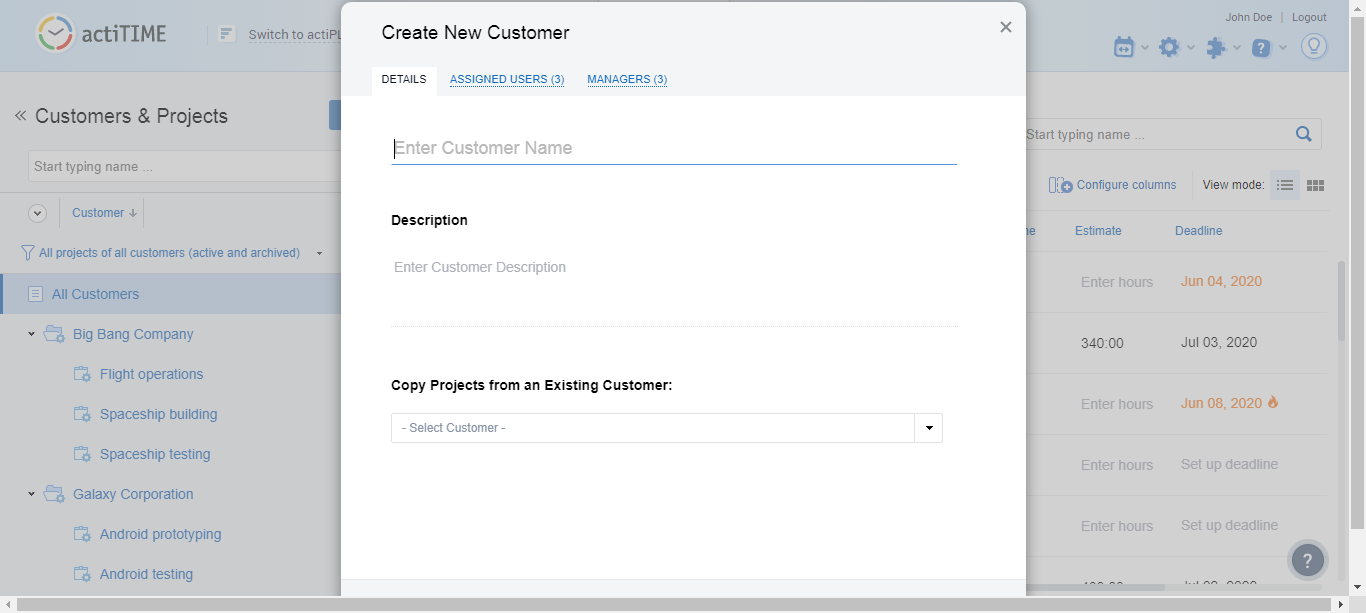 actiTIME
Switch to actiPL
John Doe | Logout
Customers & Projects
Start typing name ...
Customer
All projects of all customers (active and archived)
All Customers
Big Bang Company
Flight operations
Spaceship building
Spaceship testing
Galaxy Corporation
Android prototyping
Android testing
Create New Customer
DETAILS
ASSIGNED USERS (3)
MANAGERS (3)
Enter Customer Name
Description
Enter Customer Description
Copy Projects from an Existing Customer:
- Select Customer -
Start typing name ...
Configure columns
View mode:
Estimate
Deadline
Enter hours
Jun 04, 2020
340:00
Jul 03, 2020
Enter hours
Jun 08, 2020
Enter hours
Set up deadline
Enter hours
Set up deadline
?